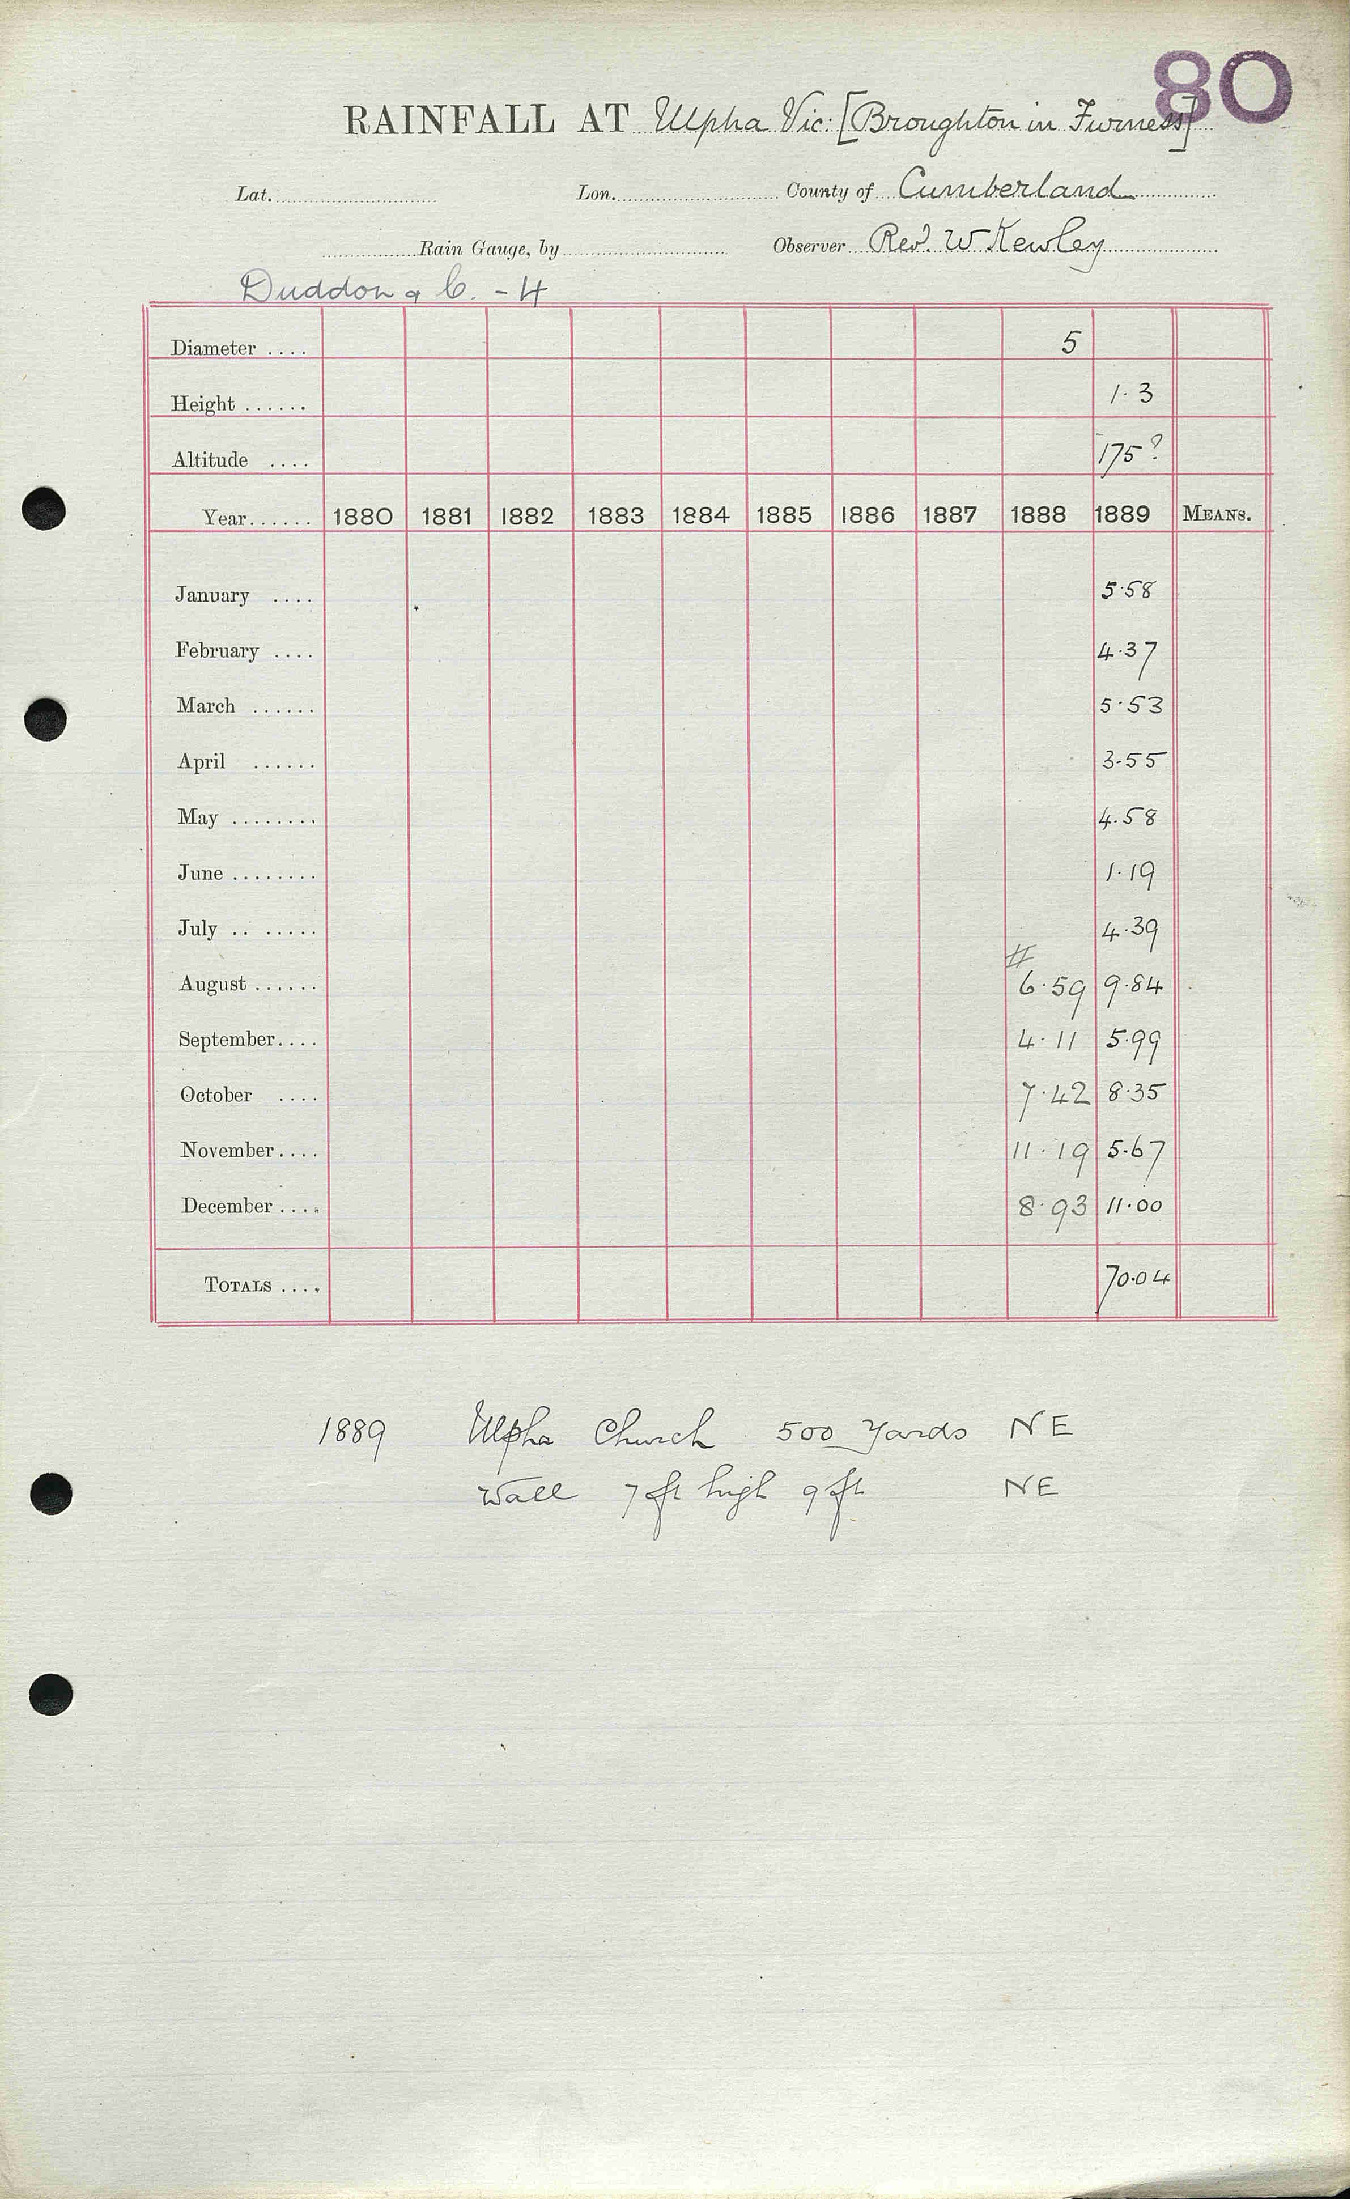 80
RAINFALL AT Ulpha Vic: [Broughton in Furness]
Lat. Lon. County of Cumberland
Rain Gauge, by Observer Revd. W Kewley
Duddon & C. - 4
Diameter .... 5
Height ...... 1.3
Altitude .... 175?
Year...... 1880 1881 1882 1883 1884 1885 1886 1887 1888 1889 MEANS.
January .... 5.58
February .... 4.37
March ...... 5.53
April ...... 3.55
May ........ 4.58
June ........ 1.19
July .. ..... 4.39
#
August ...... 6.59 9.84
September.... 4.11 5.99
October .... 7.42 8.35
November.... 11.19 5.67
December .... 8.93 11.00
TOTALS .... 70.04
1889 Ulpha Church 500 Yards NE
Wall 7 ft high 9 ft NE